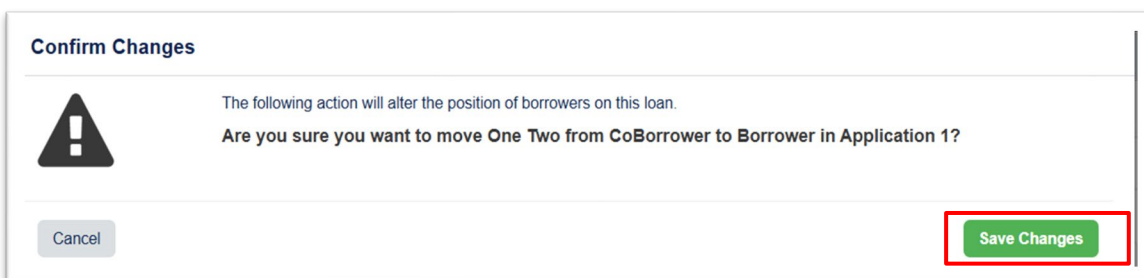 Confirm Changes
The following action will alter the position of borrowers on this loan.
Are you sure you want to move One Two from CoBorrower to Borrower in Application 1?
Cancel
Save Changes